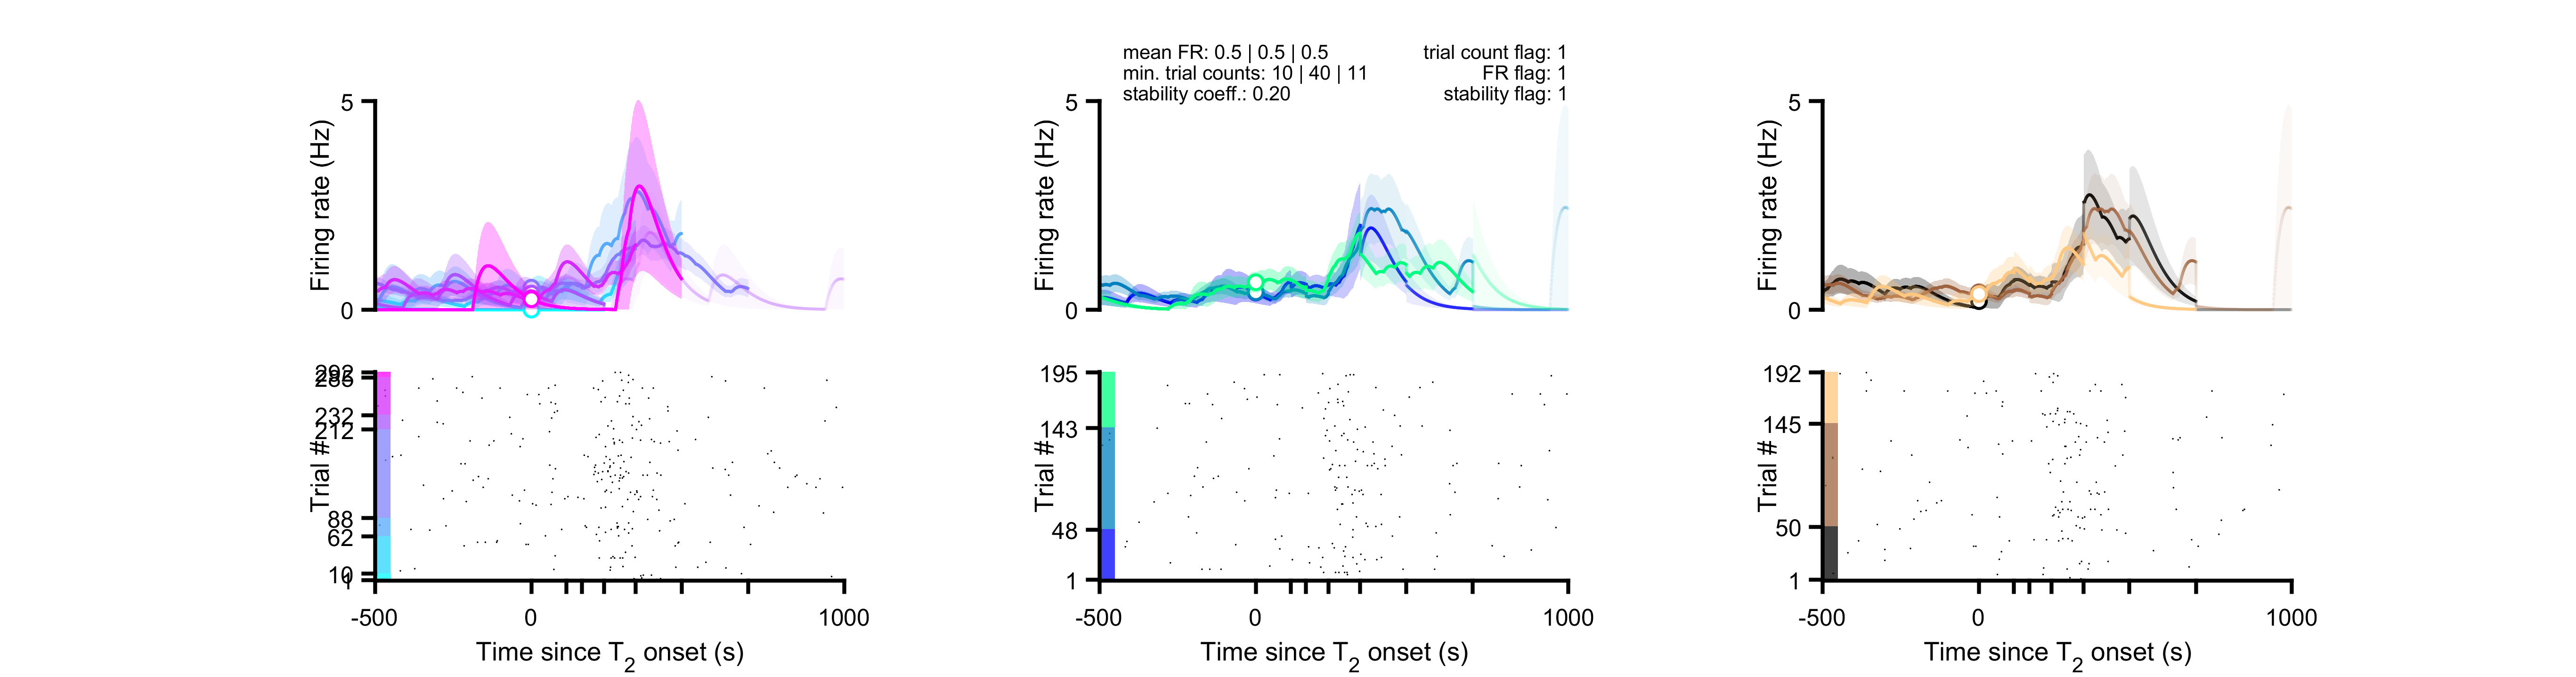 mean FR: 0.5 | 0.5 | 0.5
min. trial counts: 10 | 40 | 11
stability coeff.: 0.20
trial count flag: 1
FR flag: 1
stability flag: 1
Firing rate (Hz)
5
0
Firing rate (Hz)
5
0
Firing rate (Hz)
5
0
Trial #
292
285
232
212
88
62
10
1
-500
0
1000
Time since T2 onset (s)
Trial #
195
143
48
1
-500
0
1000
Time since T2 onset (s)
Trial #
192
145
50
1
-500
0
1000
Time since T2 onset (s)